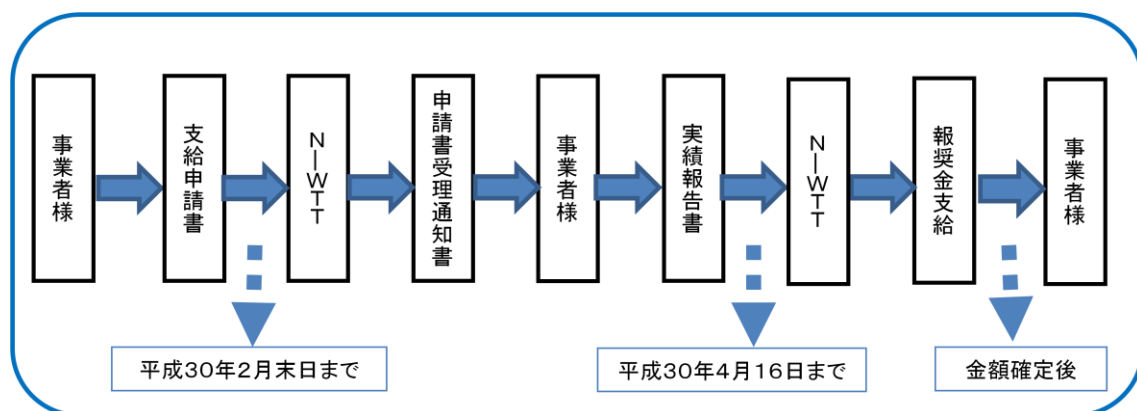 事業者様
支給申請書
NIWTT
申請書受理通知書
事業者様
実績報告書
NIWTT
報奨金支給
事業者様
平成30年2月末日まで
平成30年4月16日まで
金額確定後